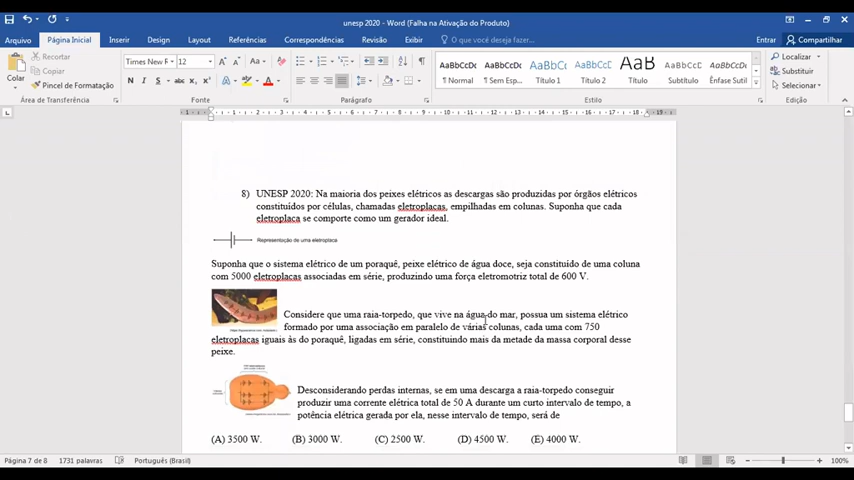 unesp 2020 - Word (Falha na Ativação do Produto)
Arquivo Página Inicial Inserir Design Layout Referências Correspondências Revisão Exibir O que você deseja fazer... Entrar Compartilhar
Colar Recortar Copiar Pincel de Formatação
Times New R 12
N I S abc x₂ x²
AaBbCcDc AaBbCcDc AaBbCc AaBbCcC AaB AaBbCcD AaBbCcDc
¶ Normal ¶ Sem Esp... Título 1 Título 2 Título Subtítulo Ênfase Sutil
Localizar Substituir Selecionar
Área de Transferência Fonte Parágrafo Estilo Edição
8) UNESP 2020: Na maioria dos peixes elétricos as descargas são produzidas por órgãos elétricos
constituídos por células, chamadas eletroplacas, empilhadas em colunas. Suponha que cada
eletroplaca se comporte como um gerador ideal.
Representação de uma eletroplaca
Suponha que o sistema elétrico de um poraquê, peixe elétrico de água doce, seja constituído de uma coluna
com 5000 eletroplacas associadas em série, produzindo uma força eletromotriz total de 600 V.
Considere que uma raia-torpedo, que vive na água do mar, possua um sistema elétrico
formado por uma associação em paralelo de várias colunas, cada uma com 750
eletroplacas iguais às do poraquê, ligadas em série, constituindo mais da metade da massa corporal desse
peixe.
Desconsiderando perdas internas, se em uma descarga a raia-torpedo conseguir
produzir uma corrente elétrica total de 50 A durante um curto intervalo de tempo, a
potência elétrica gerada por ela, nesse intervalo de tempo, será de
(A) 3500 W. (B) 3000 W. (C) 2500 W. (D) 4500 W. (E) 4000 W.
Página 7 de 8 1731 palavras Português (Brasil) 100%